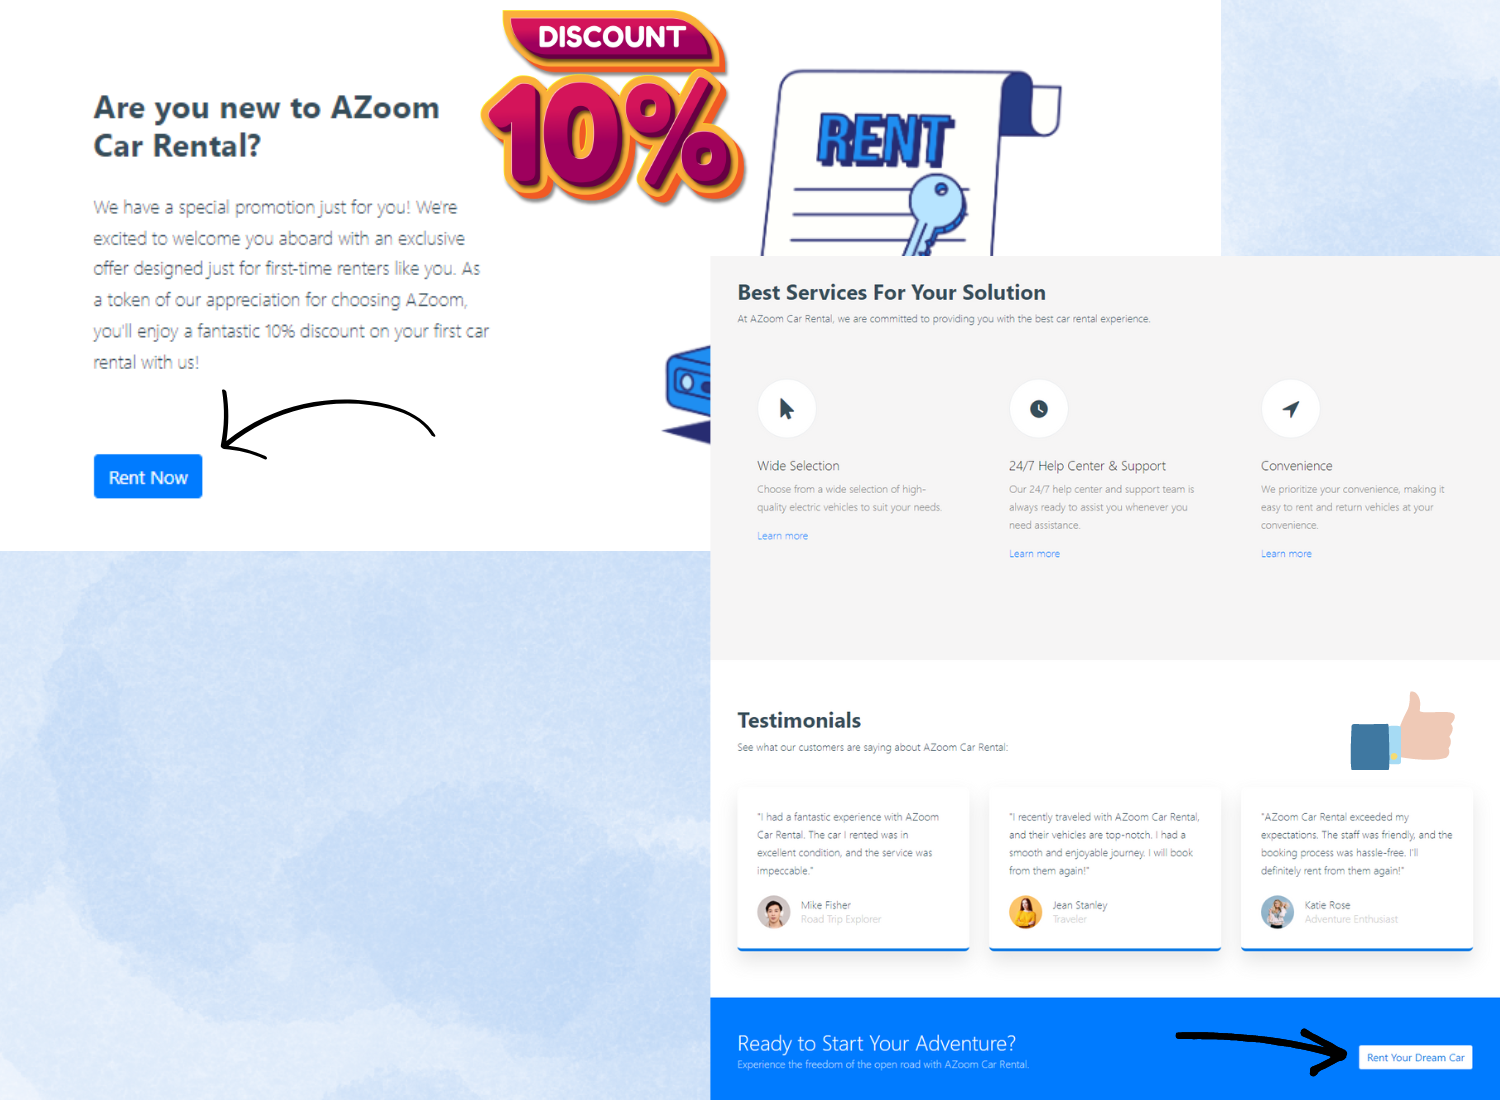 DISCOUNT
10%
Are you new to AZoom
Car Rental?
We have a special promotion just for you! We're
excited to welcome you aboard with an exclusive
offer designed just for first-time renters like you. As
a token of our appreciation for choosing AZoom,
you'll enjoy a fantastic 10% discount on your first car
rental with us!
Rent Now
RENT
Best Services For Your Solution
At AZoom Car Rental, we are committed to providing you with the best car rental experience.
Wide Selection
Choose from a wide selection of high-
quality electric vehicles to suit your needs.
Learn more
24/7 Help Center & Support
Our 24/7 help center and support team is
always ready to assist you whenever you
need assistance.
Learn more
Convenience
We prioritize your convenience, making it
easy to rent and return vehicles at your
convenience.
Learn more
Testimonials
See what our customers are saying about AZoom Car Rental:
"I had a fantastic experience with AZoom
Car Rental. The car I rented was in
excellent condition, and the service was
impeccable."
Mike Fisher
Road Trip Explorer
"I recently traveled with AZoom Car Rental,
and their vehicles are top-notch. I had a
smooth and enjoyable journey. I will book
from them again!"
Jean Stanley
Traveler
"AZoom Car Rental exceeded my
expectations. The staff was friendly, and the
booking process was hassle-free. I'll
definitely rent from them again!"
Katie Rose
Adventure Enthusiast
Ready to Start Your Adventure?
Experience the freedom of the open road with AZoom Car Rental.
Rent Your Dream Car